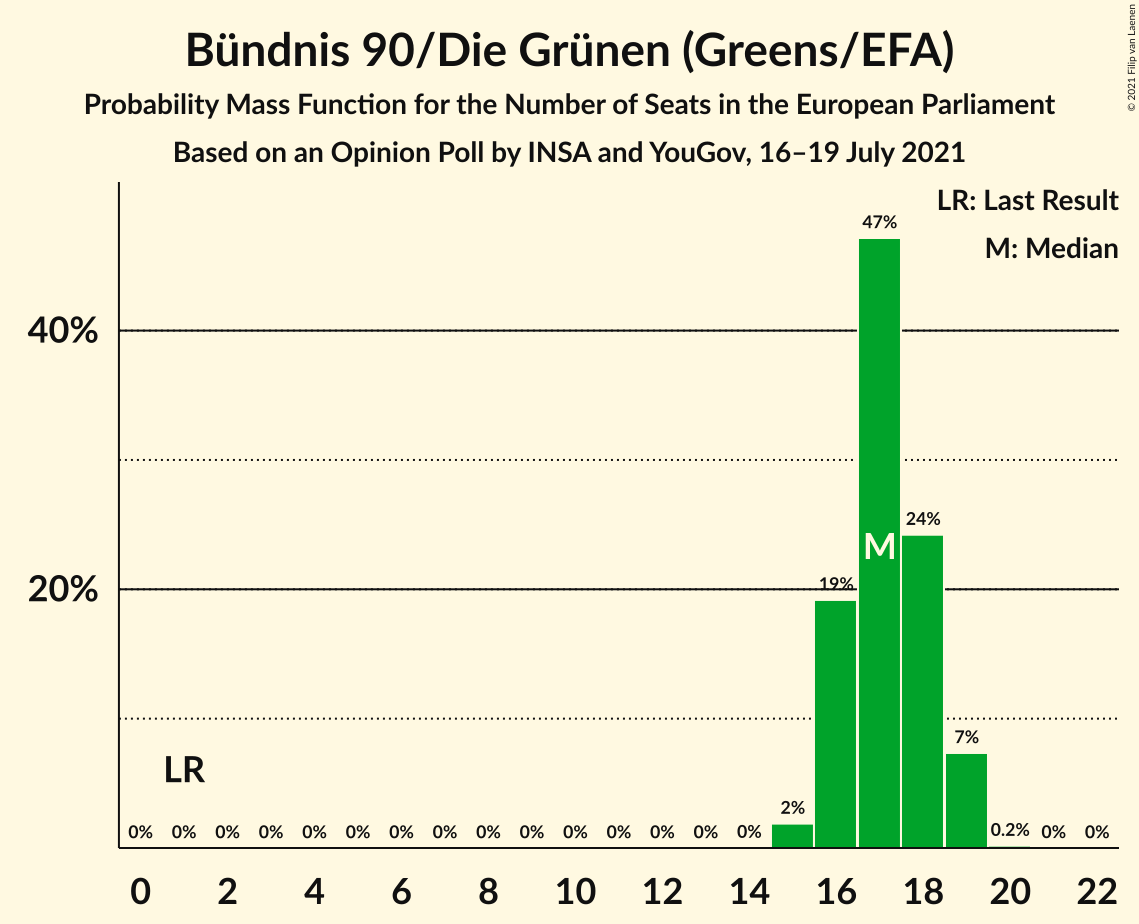 © 2021 Filip van Laenen
Bündnis 90/Die Grünen (Greens/EFA)
Probability Mass Function for the Number of Seats in the European Parliament
Based on an Opinion Poll by INSA and YouGov, 16–19 July 2021
LR: Last Result
M: Median
47%
40%
24%
M
20%
19%
7%
LR
2%
0% 0% 0% 0% 0% 0% 0% 0% 0% 0% 0% 0% 0% 0% 0% 0.2% 0% 0%
0 2 4 6 8 10 12 14 16 18 20 22